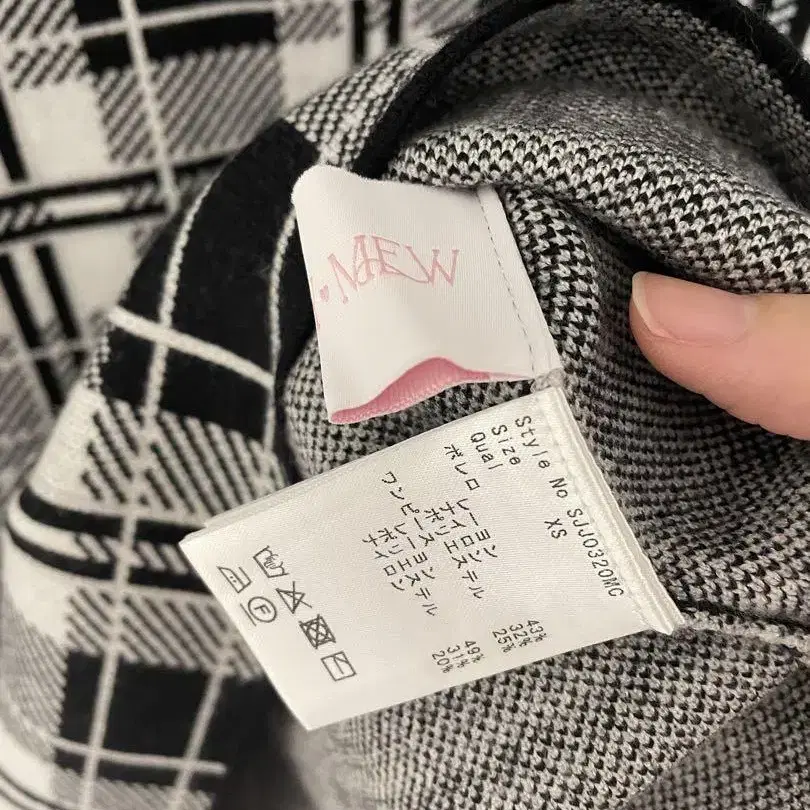 Style No SJJ0320MC
Size XS
Qual
ボレロ レーヨン 43%
ナイロン 32%
ポリエステル 25%
ワンピース レーヨン 49%
ポリエステル 31%
ナイロン 20%
F